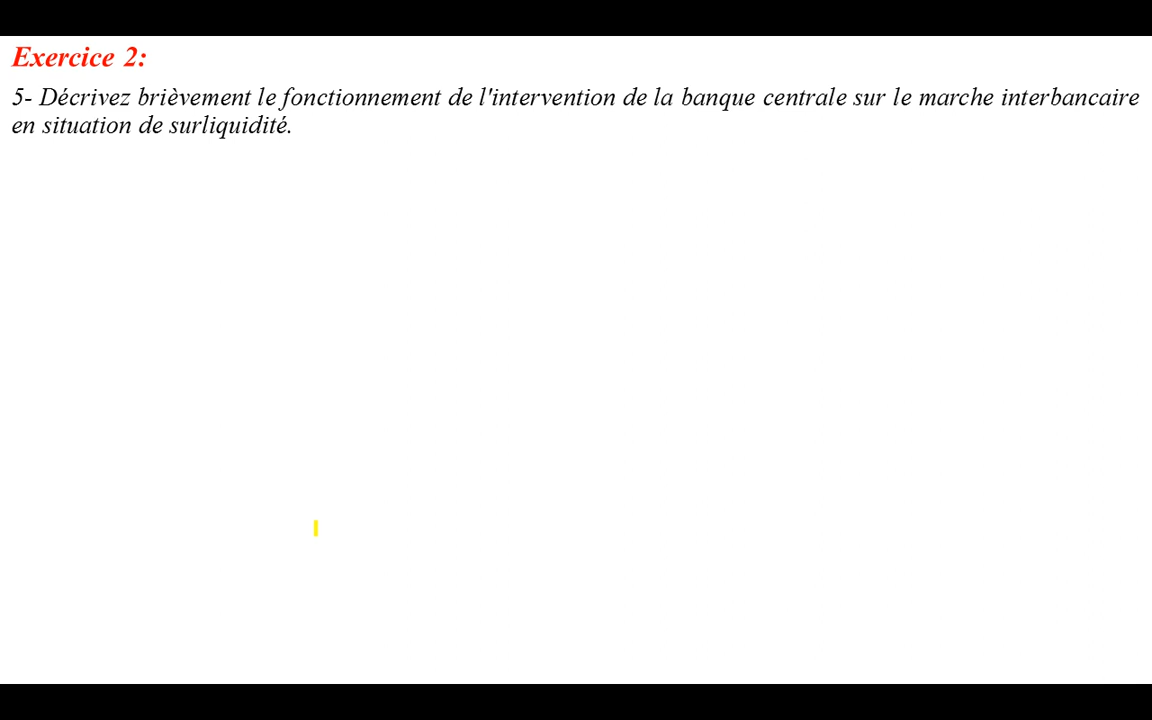 Exercice 2:
5- Décrivez brièvement le fonctionnement de l'intervention de la banque centrale sur le marche interbancaire
en situation de surliquidité.